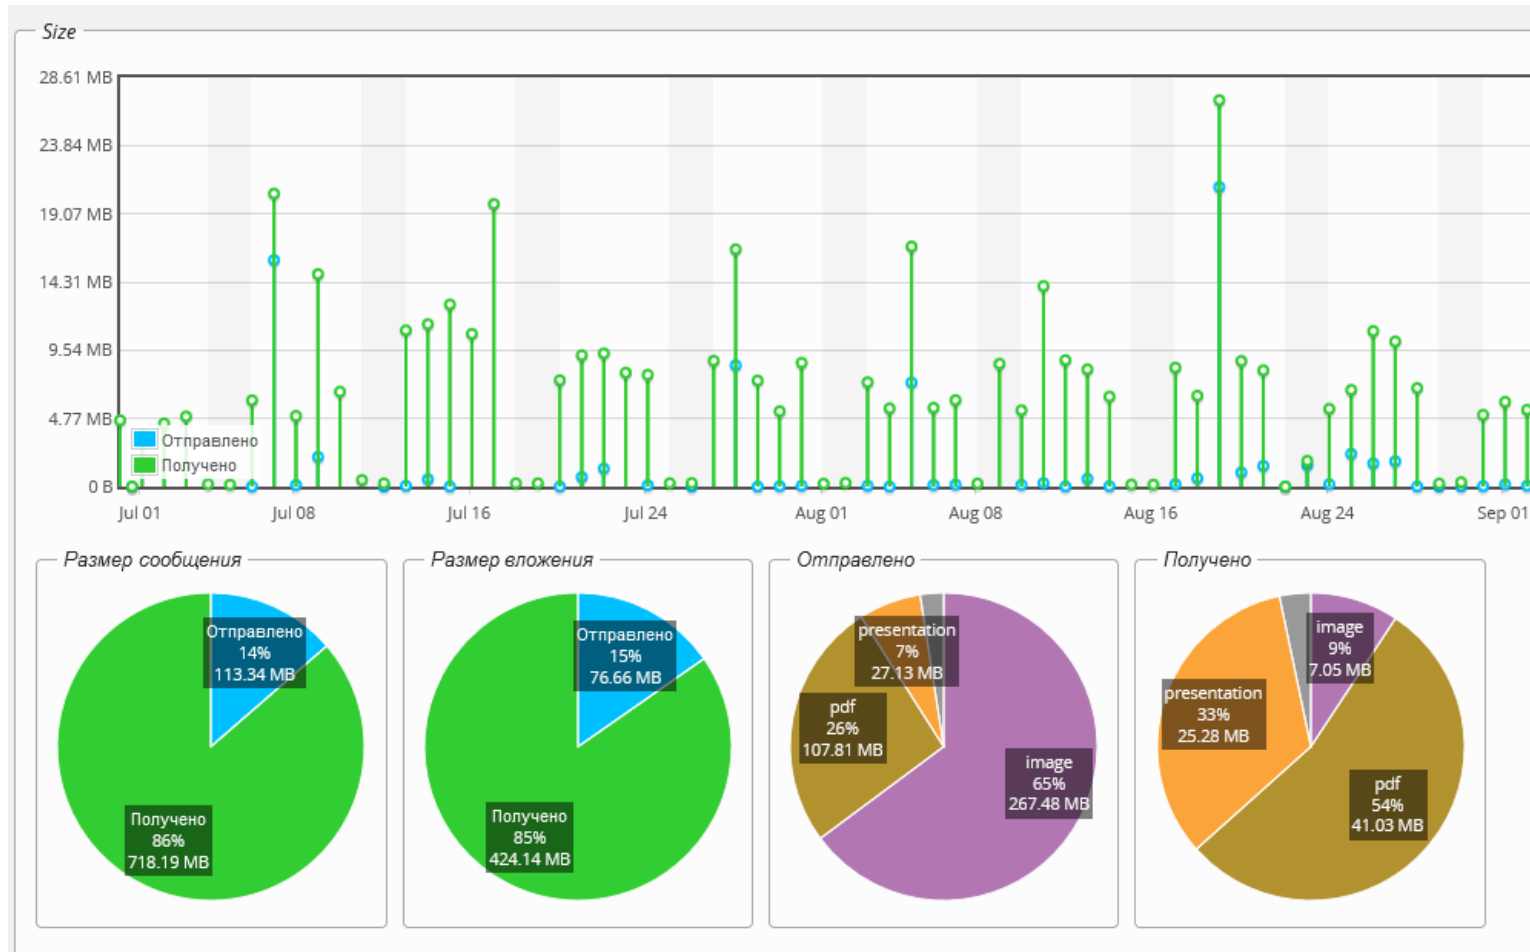 Size
28.61 MB
23.84 MB
19.07 MB
14.31 MB
9.54 MB
4.77 MB
0 B
Отправлено
Получено
Jul 01 Jul 08 Jul 16 Jul 24 Aug 01 Aug 08 Aug 16 Aug 24 Sep 01
Размер сообщения
Отправлено
14%
113.34 MB
Получено
86%
718.19 MB
Размер вложения
Отправлено
15%
76.66 MB
Получено
85%
424.14 MB
Отправлено
presentation
7%
27.13 MB
pdf
26%
107.81 MB
image
65%
267.48 MB
Получено
image
9%
7.05 MB
presentation
33%
25.28 MB
pdf
54%
41.03 MB